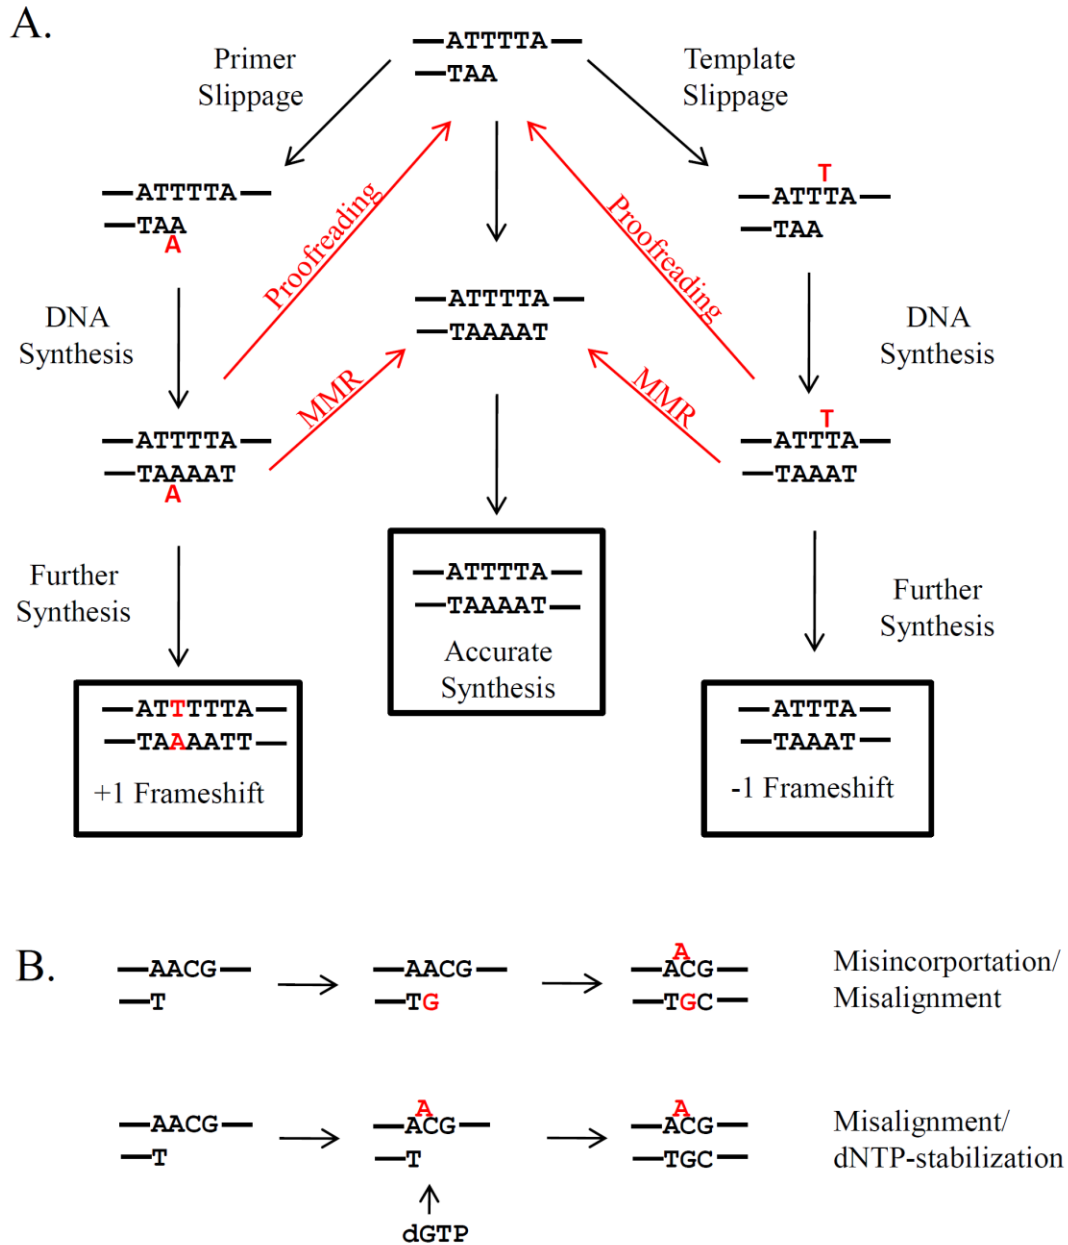 A.
Primer
Slippage
—ATTTTA—
—TAA
Template
Slippage
—ATTTTA—
—TAA
A
T
—ATTTA—
—TAA
Proofreading
Proofreading
DNA
Synthesis
—ATTTTA—
—TAAAAT
DNA
Synthesis
MMR
MMR
—ATTTTA—
—TAAAAT
A
T
—ATTTA—
—TAAAT
Further
Synthesis
—ATTTTA—
—TAAAAT—
Accurate
Synthesis
Further
Synthesis
—ATTTTTA—
—TAAAATT—
+1 Frameshift
—ATTTA—
—TAAAT—
-1 Frameshift
B.
—AACG—
—T
—AACG—
—TG
A
—ACG—
—TGC—
Misincorportation/
Misalignment
—AACG—
—T
A
—ACG—
—T
dGTP
A
—ACG—
—TGC—
Misalignment/
dNTP-stabilization